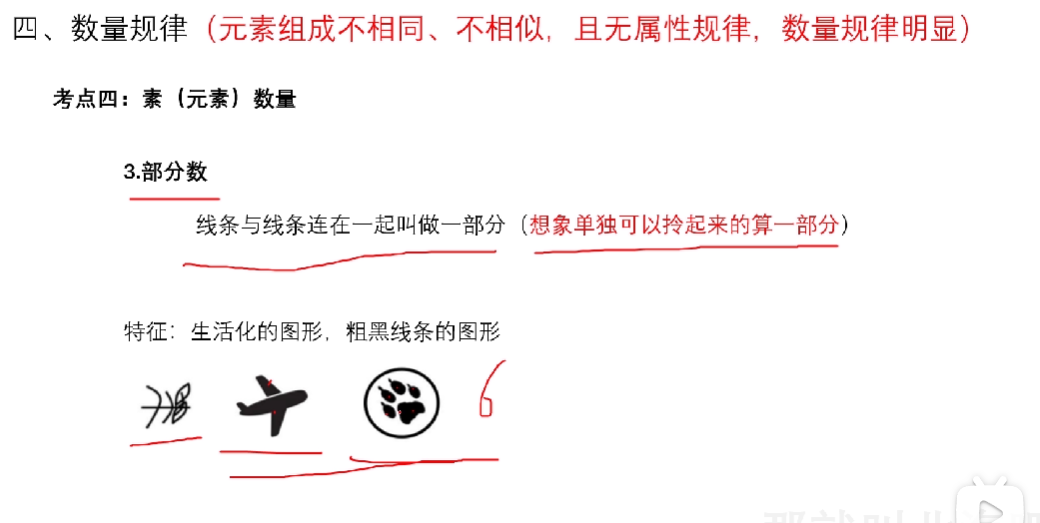 四、数量规律（元素组成不相同、不相似，且无属性规律，数量规律明显）
考点四：素（元素）数量
3.部分数
线条与线条连在一起叫做一部分（想象单独可以拎起来的算一部分）
特征：生活化的图形，粗黑线条的图形
6